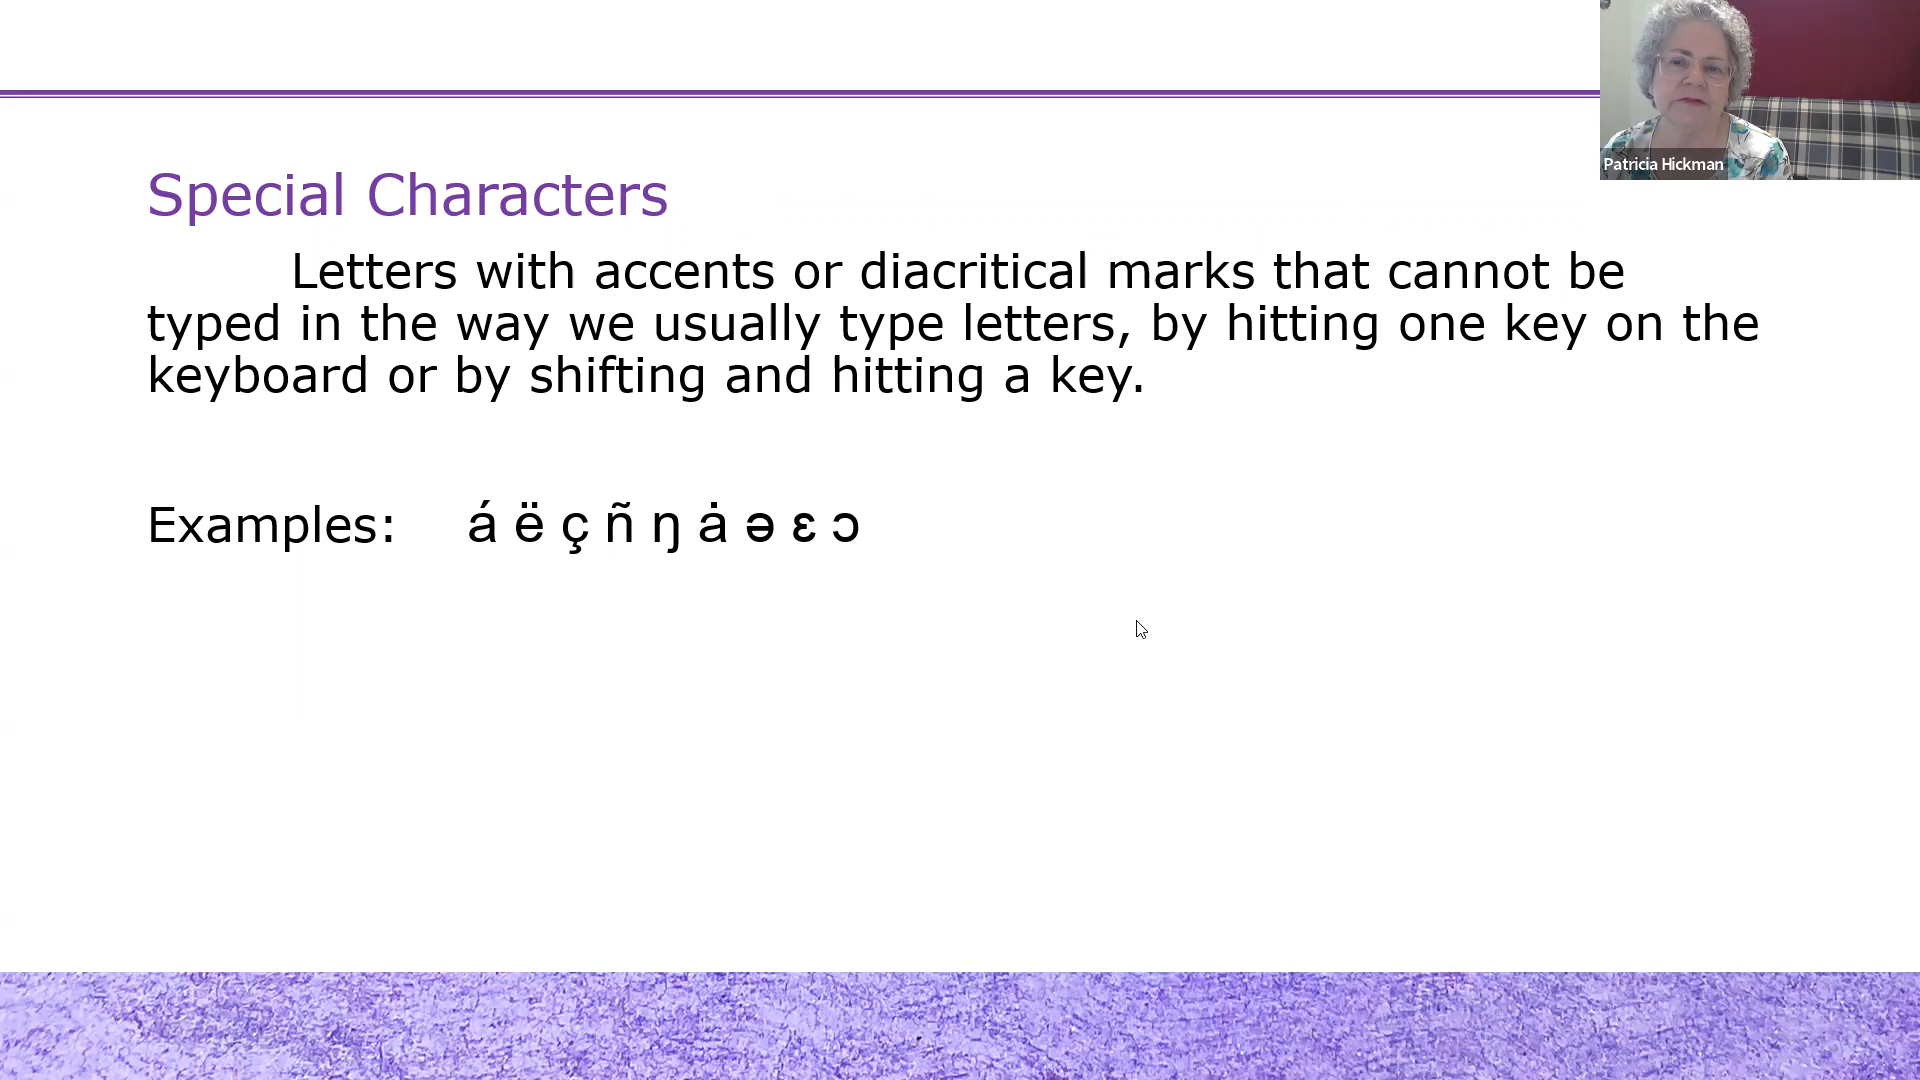 Patricia Hickman
Special Characters
Letters with accents or diacritical marks that cannot be
typed in the way we usually type letters, by hitting one key on the
keyboard or by shifting and hitting a key.
Examples: á ë ç ñ ŋ ȧ ə ɛ ɔ